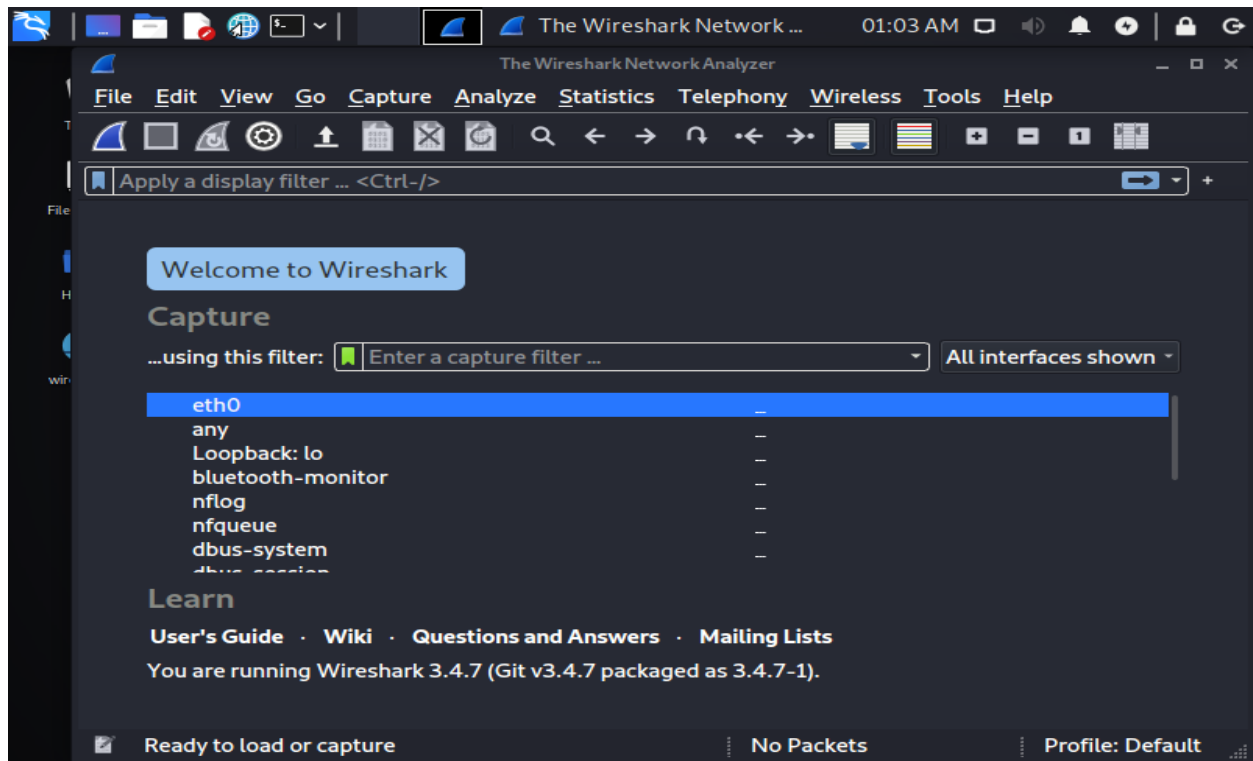 The Wireshark Network ... 01:03 AM
The Wireshark Network Analyzer
File Edit View Go Capture Analyze Statistics Telephony Wireless Tools Help
Apply a display filter ... <Ctrl-/>
File
Welcome to Wireshark
Capture
...using this filter: Enter a capture filter ... All interfaces shown
eth0
any
Loopback: lo
bluetooth-monitor
nflog
nfqueue
dbus-system
dbus-session
Learn
User's Guide · Wiki · Questions and Answers · Mailing Lists
You are running Wireshark 3.4.7 (Git v3.4.7 packaged as 3.4.7-1).
Ready to load or capture No Packets Profile: Default